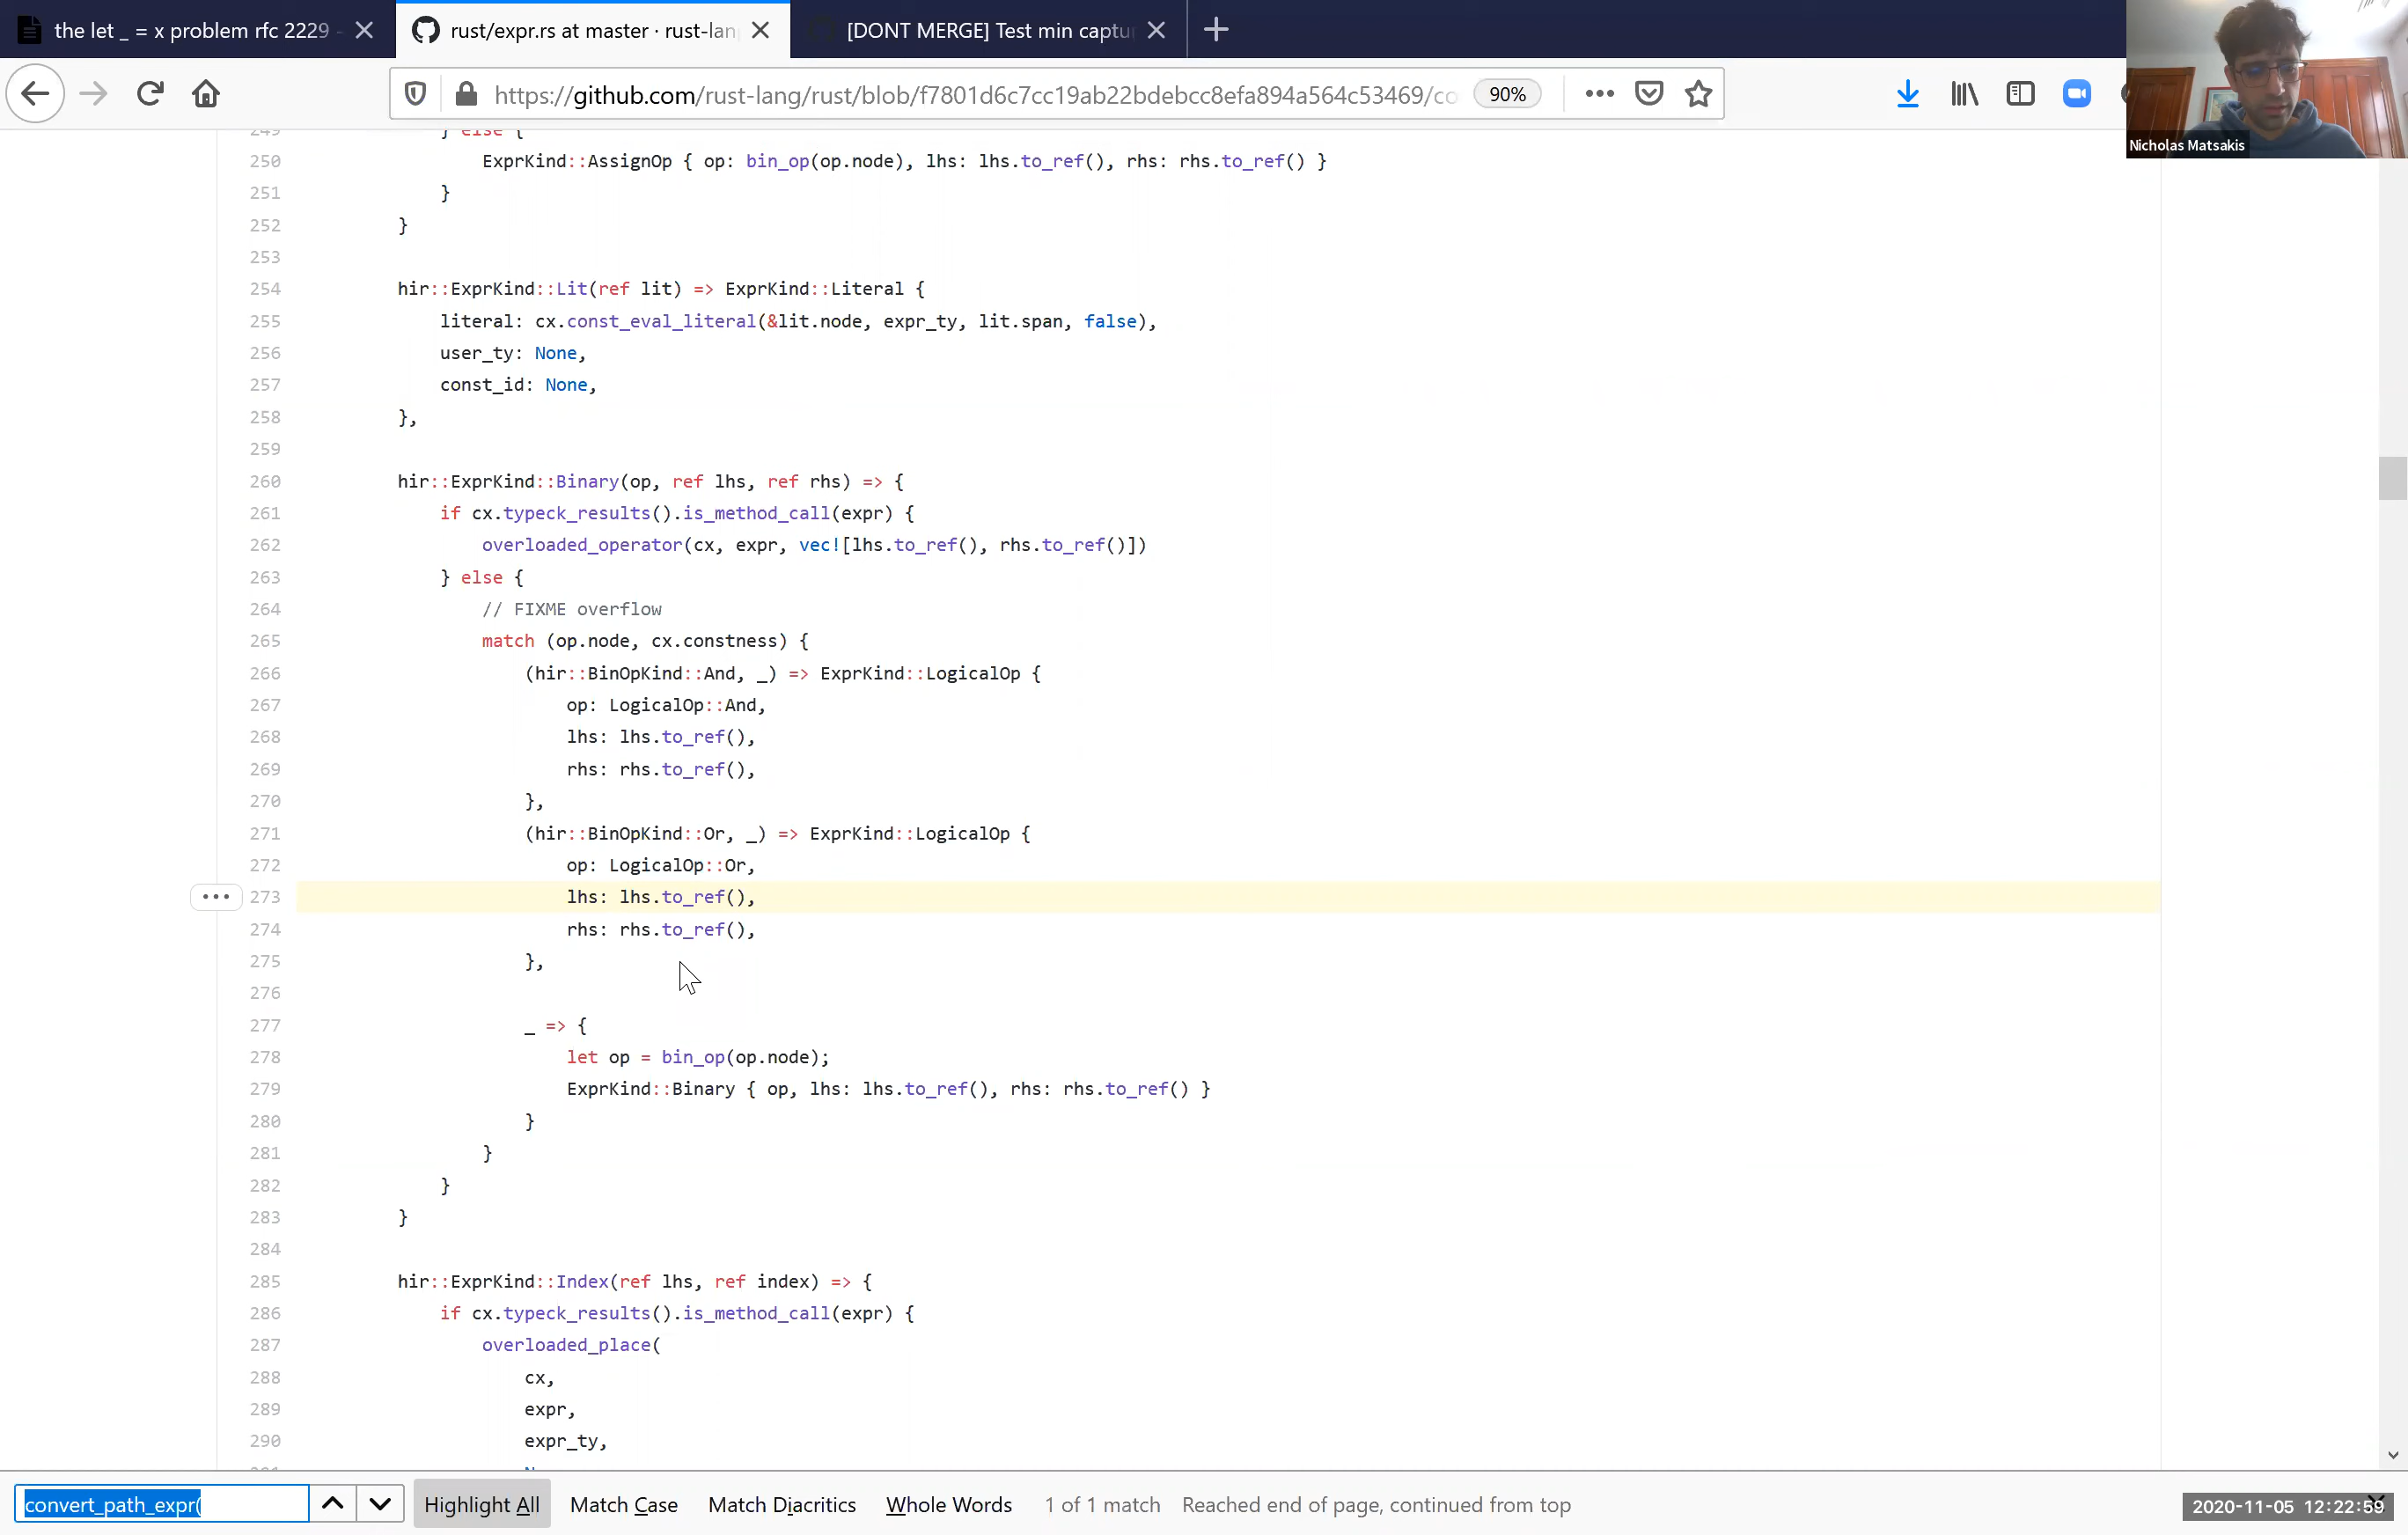 the let _ = x problem rfc 2229 -
rust/expr.rs at master · rust-lan
[DONT MERGE] Test min captu
https://github.com/rust-lang/rust/blob/f7801d6c7cc19ab22bdebcc8efa894a564c53469/co
90%
Nicholas Matsakis
249 } else {
250 ExprKind::AssignOp { op: bin_op(op.node), lhs: lhs.to_ref(), rhs: rhs.to_ref() }
251 }
252 }
253
254 hir::ExprKind::Lit(ref lit) => ExprKind::Literal {
255 literal: cx.const_eval_literal(&lit.node, expr_ty, lit.span, false),
256 user_ty: None,
257 const_id: None,
258 },
259
260 hir::ExprKind::Binary(op, ref lhs, ref rhs) => {
261 if cx.typeck_results().is_method_call(expr) {
262 overloaded_operator(cx, expr, vec![lhs.to_ref(), rhs.to_ref()])
263 } else {
264 // FIXME overflow
265 match (op.node, cx.constness) {
266 (hir::BinOpKind::And, _) => ExprKind::LogicalOp {
267 op: LogicalOp::And,
268 lhs: lhs.to_ref(),
269 rhs: rhs.to_ref(),
270 },
271 (hir::BinOpKind::Or, _) => ExprKind::LogicalOp {
272 op: LogicalOp::Or,
273 lhs: lhs.to_ref(),
274 rhs: rhs.to_ref(),
275 },
276
277 _ => {
278 let op = bin_op(op.node);
279 ExprKind::Binary { op, lhs: lhs.to_ref(), rhs: rhs.to_ref() }
280 }
281 }
282 }
283 }
284
285 hir::ExprKind::Index(ref lhs, ref index) => {
286 if cx.typeck_results().is_method_call(expr) {
287 overloaded_place(
288 cx,
289 expr,
290 expr_ty,
convert_path_expr( Highlight All Match Case Match Diacritics Whole Words 1 of 1 match Reached end of page, continued from top
2020-11-05 12:22:59